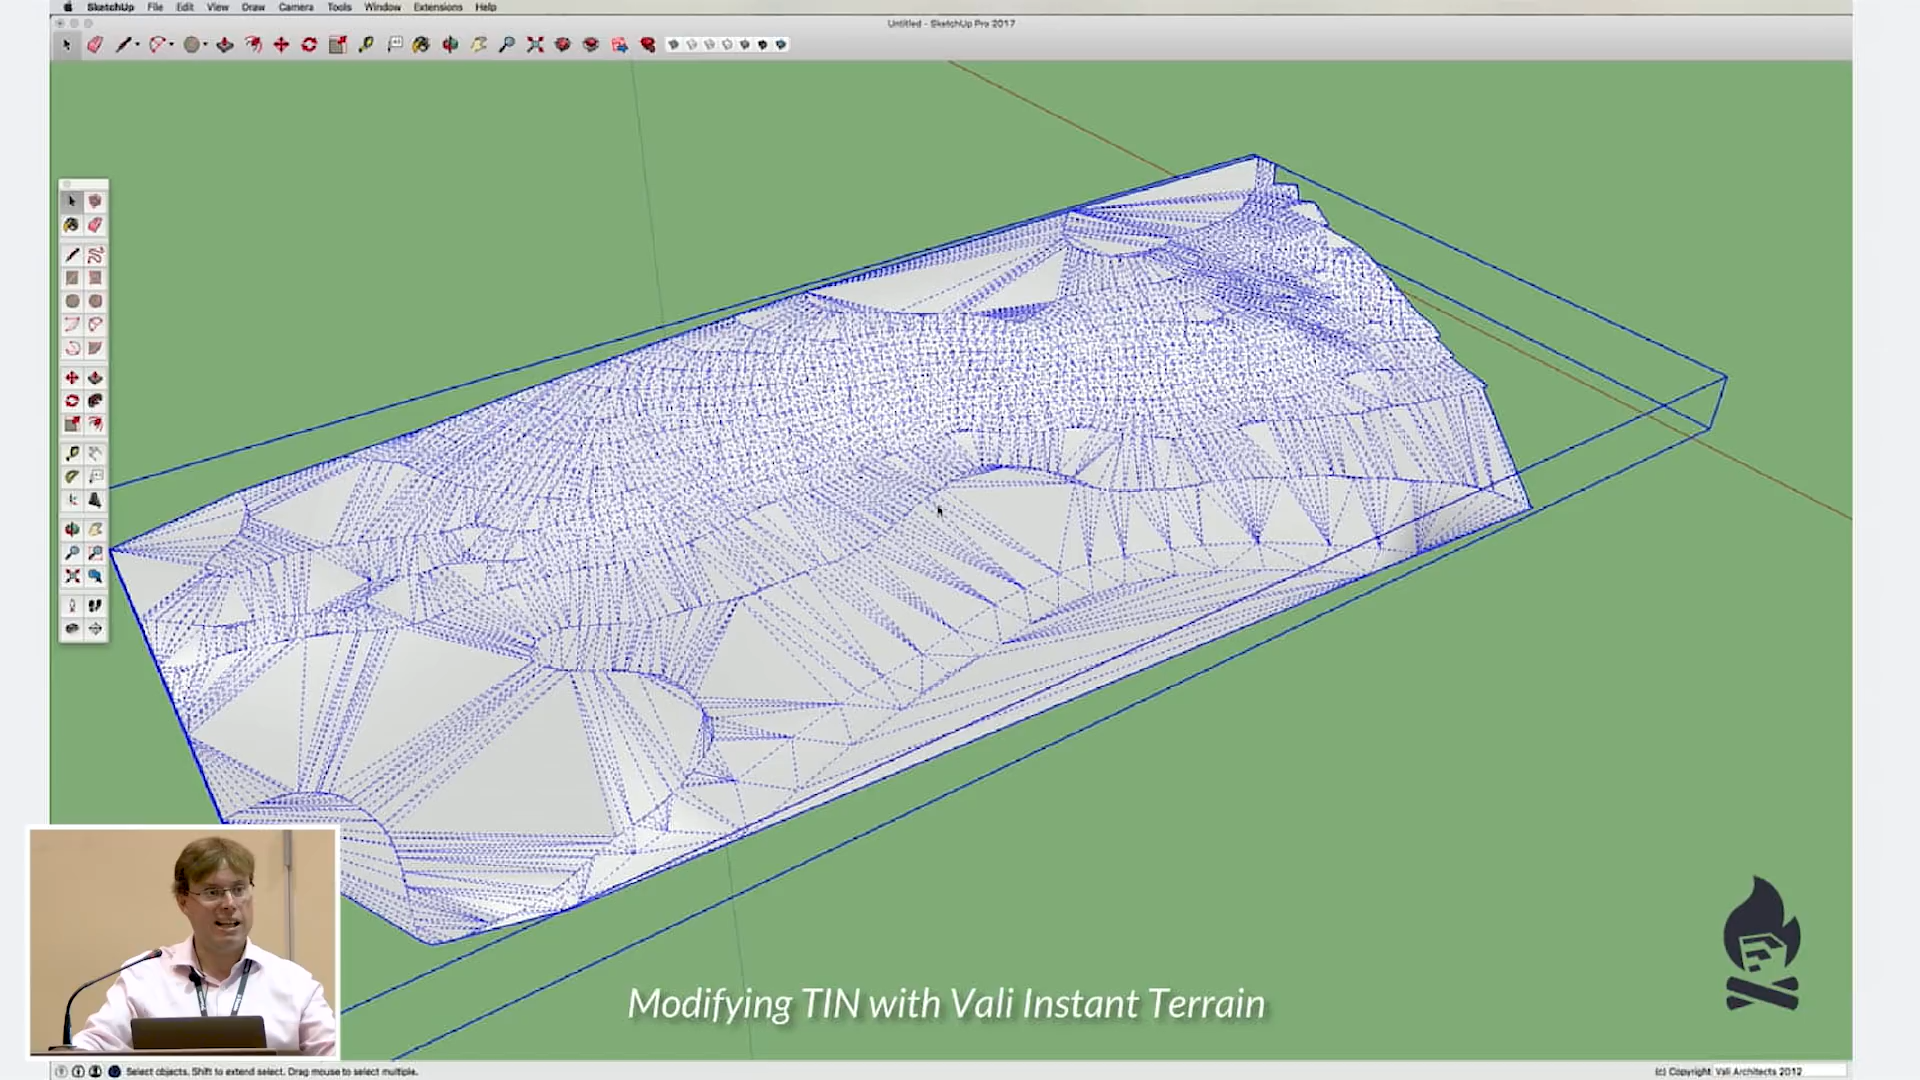 SketchUp File Edit View Draw Camera Tools Window Extensions Help
Untitled - SketchUp Pro 2017
Modifying TIN with Vali Instant Terrain
Select objects. Shift to extend select. Drag mouse to select multiple.
(c) Copyright Vali Architects 2012